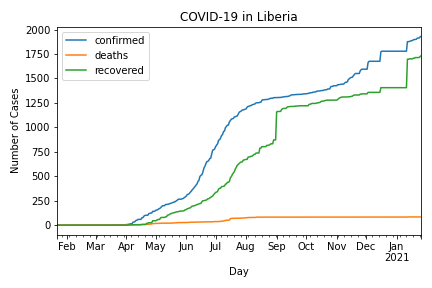 COVID-19 in Liberia
confirmed
deaths
recovered
Number of Cases
2000
1750
1500
1250
1000
750
500
250
0
Feb Mar Apr May Jun Jul Aug Sep Oct Nov Dec Jan
2021
Day